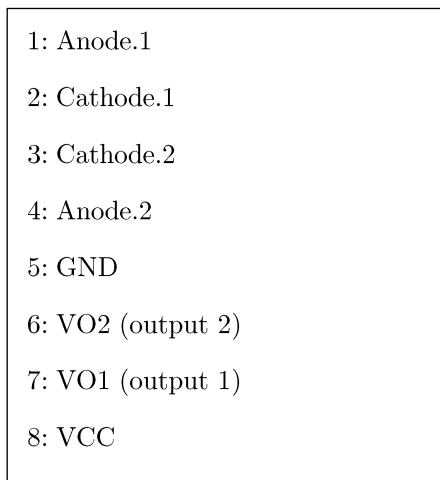 1: Anode.1
2: Cathode.1
3: Cathode.2
4: Anode.2
5: GND
6: VO2 (output 2)
7: VO1 (output 1)
8: VCC